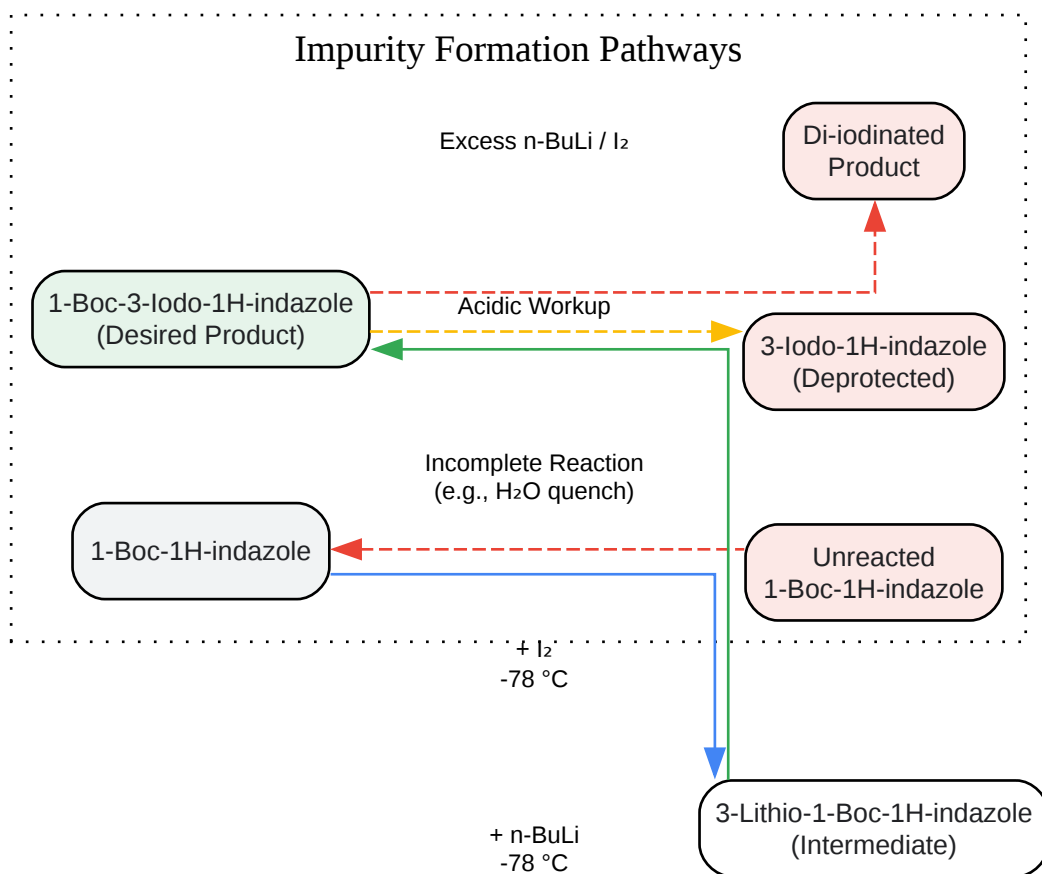 Impurity Formation Pathways
Excess n-BuLi / I₂
Di-iodinated
Product
1-Boc-3-Iodo-1H-indazole
(Desired Product)
Acidic Workup
3-Iodo-1H-indazole
(Deprotected)
Incomplete Reaction
(e.g., H₂O quench)
1-Boc-1H-indazole
Unreacted
1-Boc-1H-indazole
+ I₂
-78 °C
3-Lithio-1-Boc-1H-indazole
(Intermediate)
+ n-BuLi
-78 °C